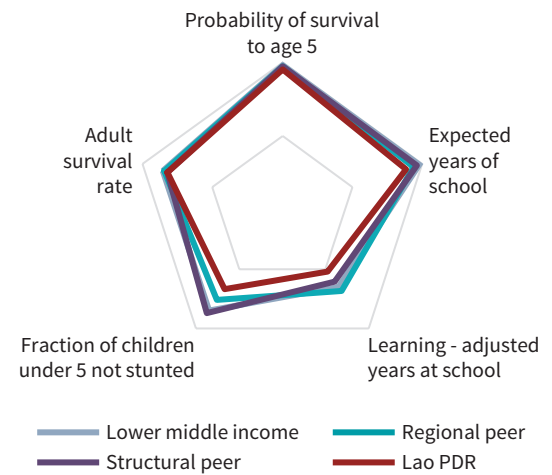 Probability of survival
to age 5
Adult
survival
rate
Expected
years of
school
Fraction of children
under 5 not stunted
Learning - adjusted
years at school
Lower middle income
Regional peer
Structural peer
Lao PDR